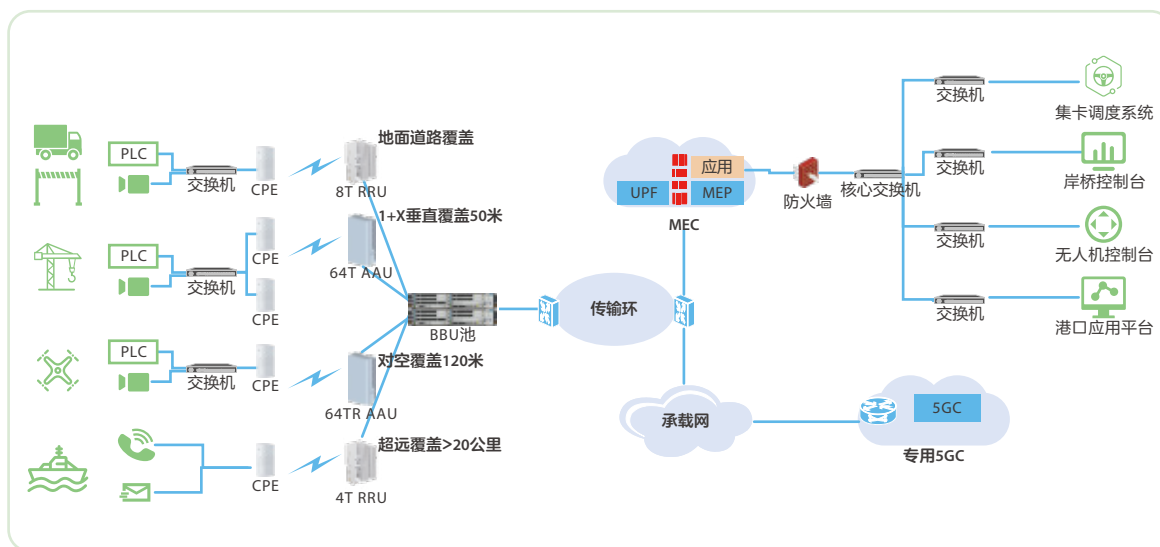 PLC
交换机
CPE
8T RRU
地面道路覆盖
PLC
交换机
CPE
CPE
64T AAU
1+X垂直覆盖50米
PLC
交换机
CPE
64TR AAU
对空覆盖120米
CPE
4T RRU
超远覆盖>20公里
BBU池
传输环
UPF
应用
MEP
MEC
防火墙
核心交换机
交换机
集卡调度系统
交换机
岸桥控制台
交换机
无人机控制台
交换机
港口应用平台
承载网
5GC
专用5GC